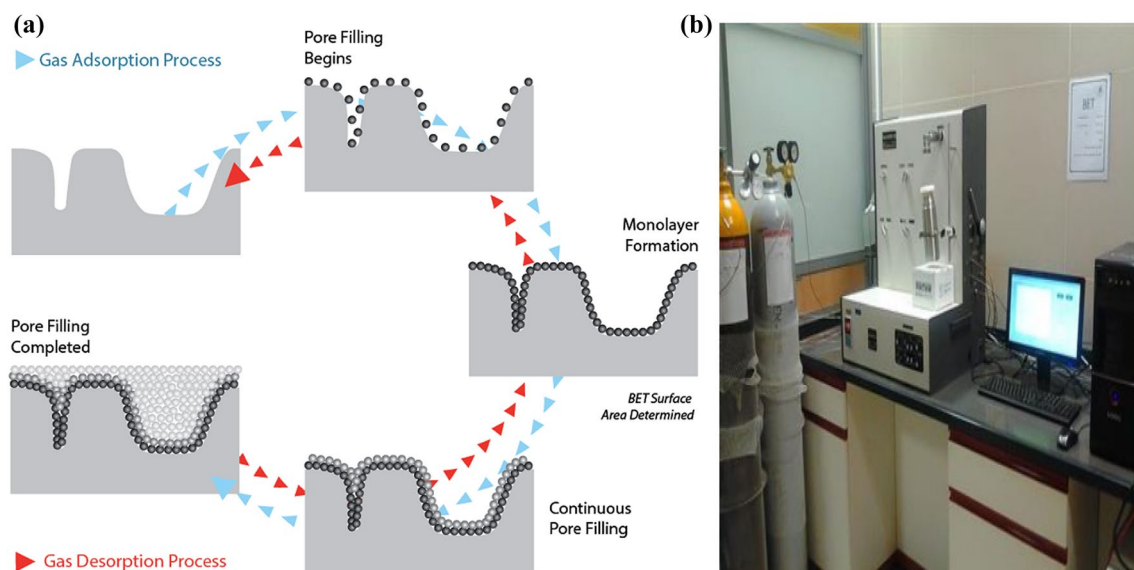 (a)
Gas Adsorption Process
Pore Filling
Begins
Monolayer
Formation
BET Surface
Area Determined
Pore Filling
Completed
Continuous
Pore Filling
Gas Desorption Process
(b)
BET